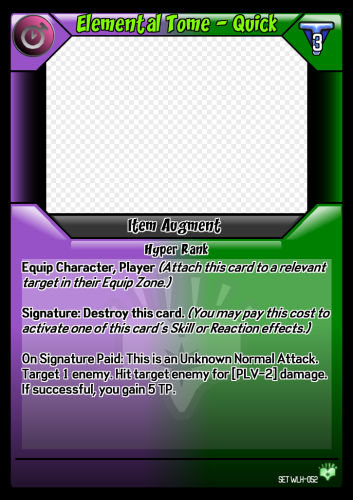 Elemental Tome - Quick
3
Item Augment
Hyper Rank
Equip Character, Player (Attach this card to a relevant
target in their Equip Zone.)
Signature: Destroy this card. (You may pay this cost to
activate one of this card's Skill or Reaction effects.)
On Signature Paid: This is an Unknown Normal Attack.
Target 1 enemy. Hit target enemy for [PLV-2] damage.
If successful, you gain 5 TP.
SET WLH-052